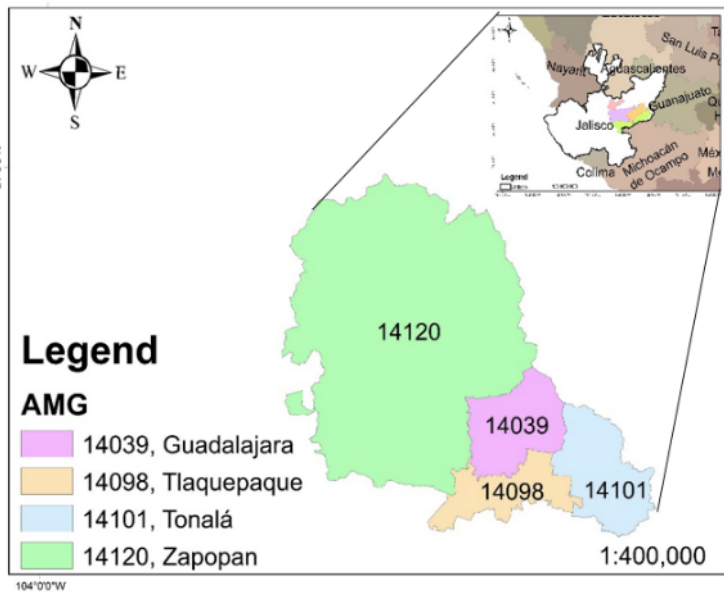 N
W E
S
San Luis
Nayarit
Aguascalientes
Guanajuato
Jalisco
Colima
Michoacán
de Ocampo
Méx
Legend
14120
14039
14098
14101
Legend
AMG
14039, Guadalajara
14098, Tlaquepaque
14101, Tonalá
14120, Zapopan
1:400,000
104°0'0"W